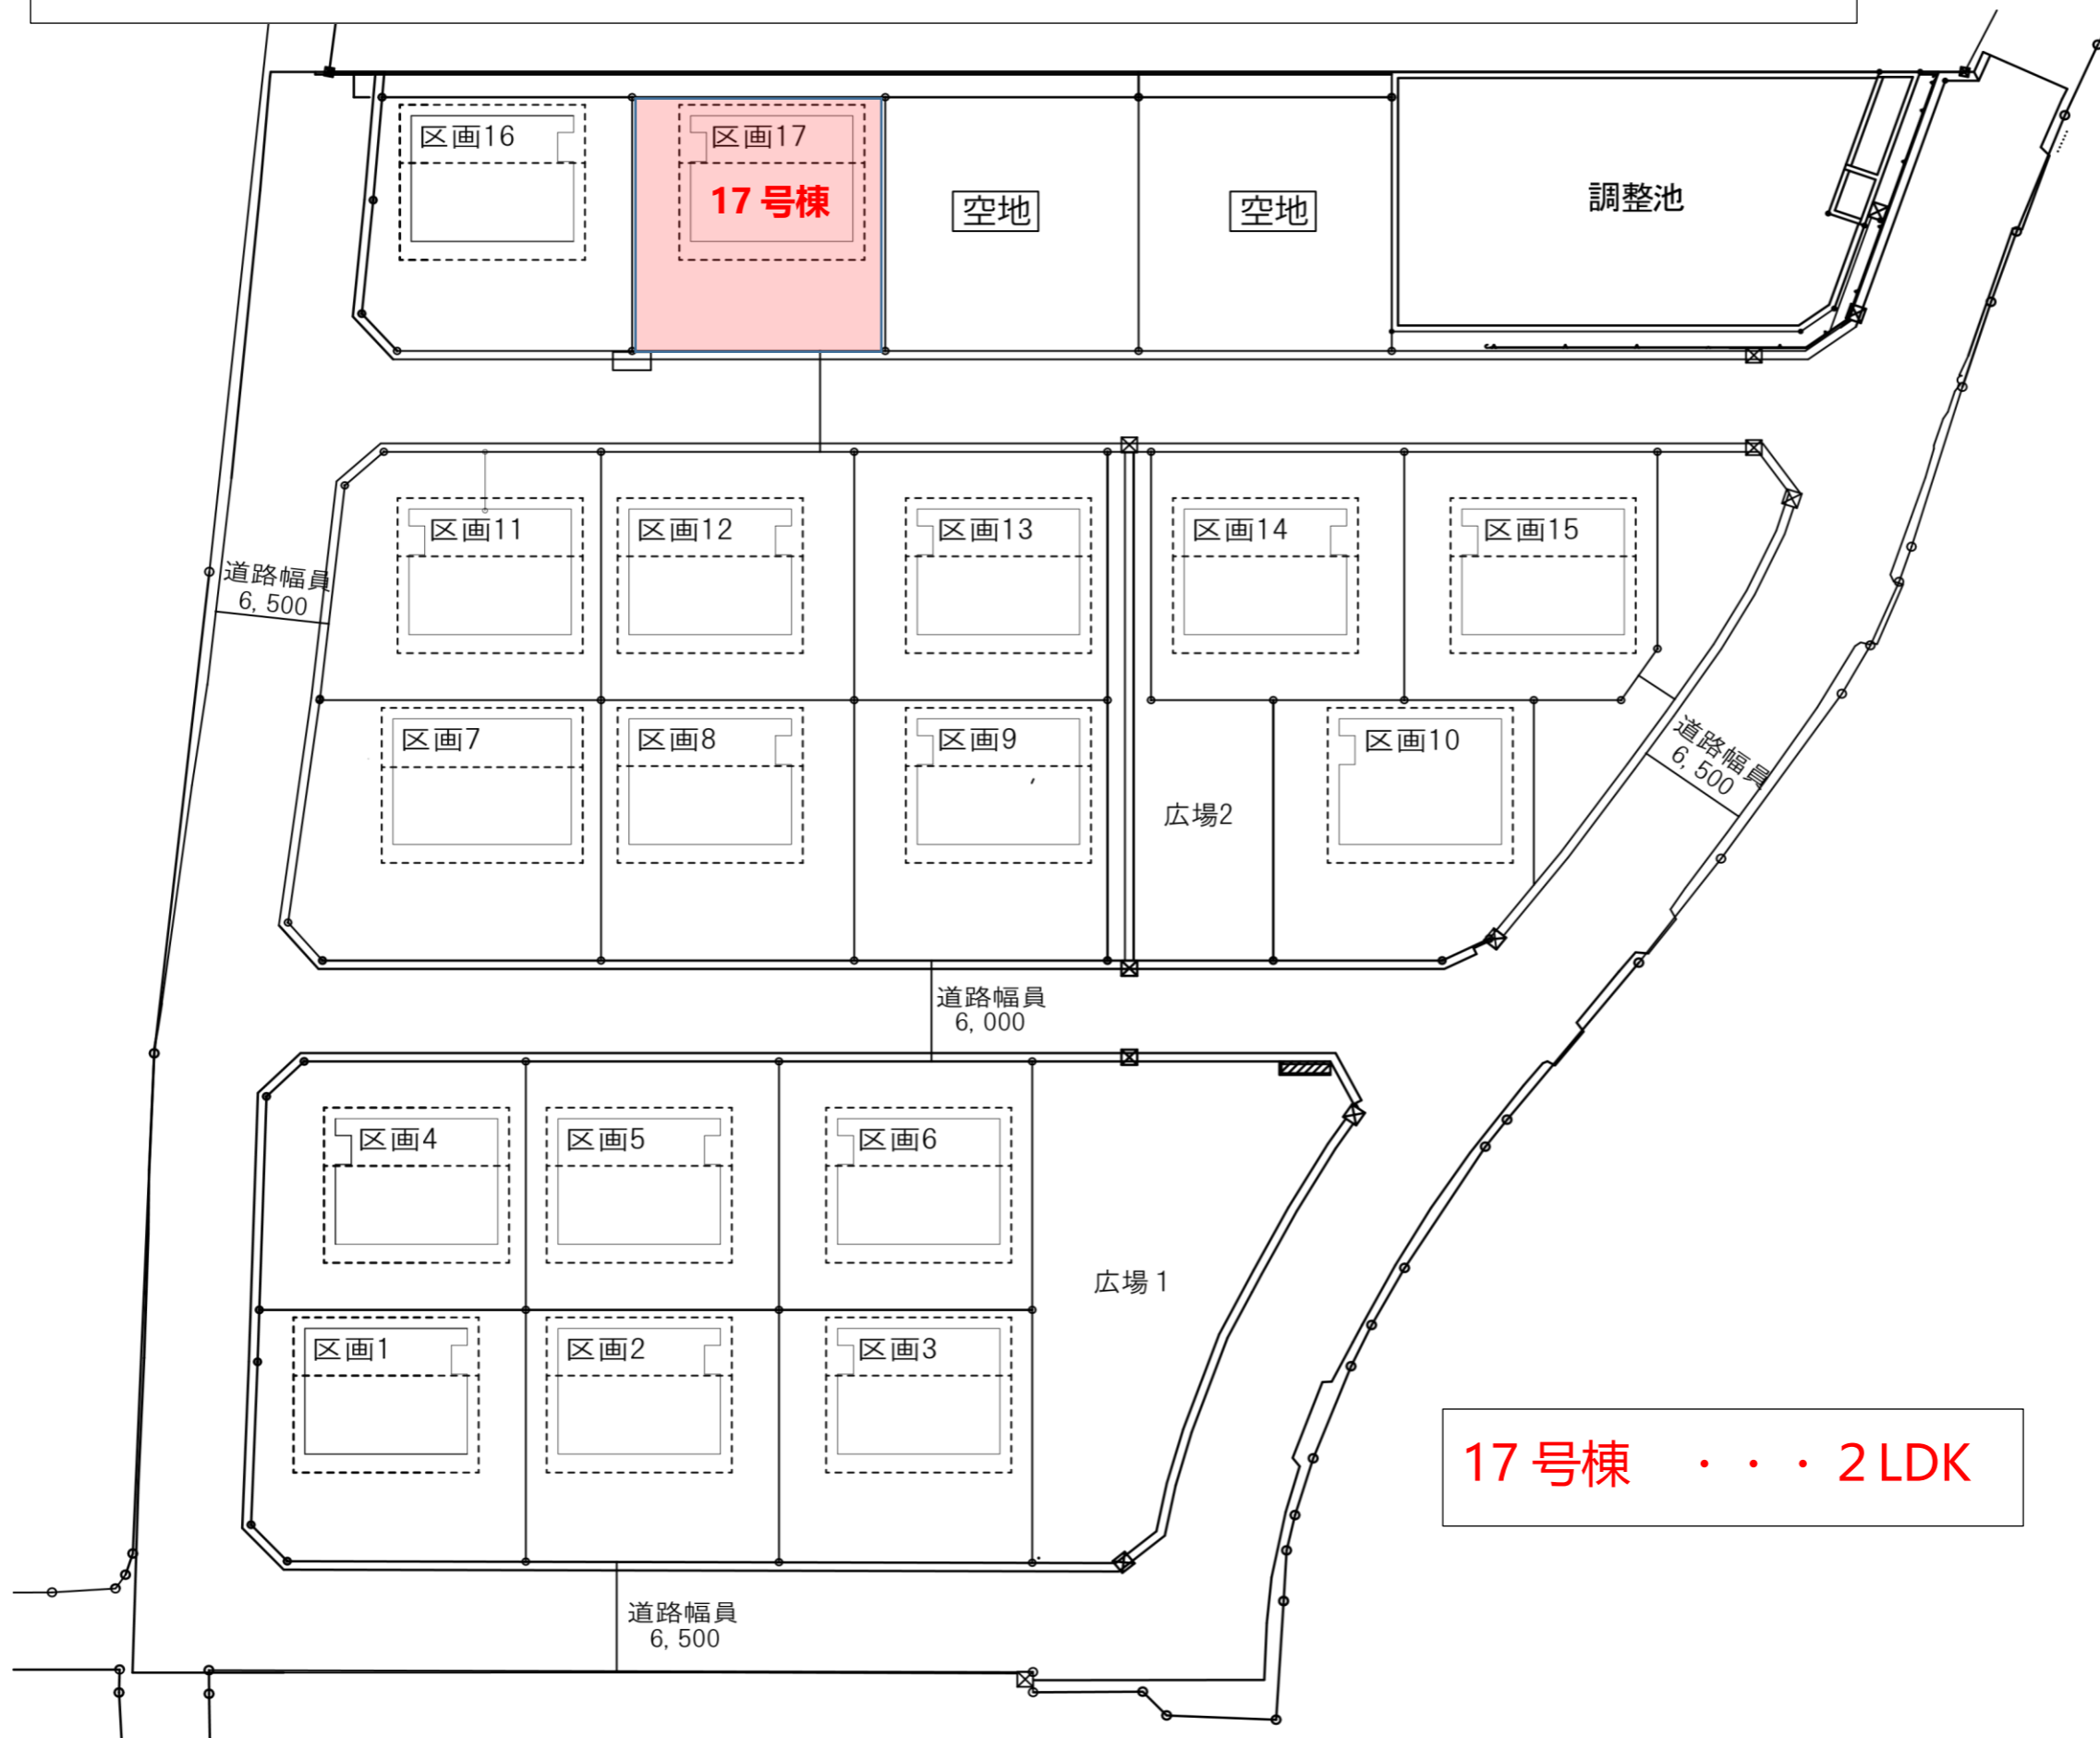 区画16
区画17
17 号棟
空地
空地
調整池
区画11
区画12
区画13
区画14
区画15
道路幅員
6,500
区画7
区画8
区画9
区画10
道路幅員
6,500
広場2
道路幅員
6,000
区画4
区画5
区画6
広場1
区画1
区画2
区画3
17 号棟 ・・・2LDK
道路幅員
6,500